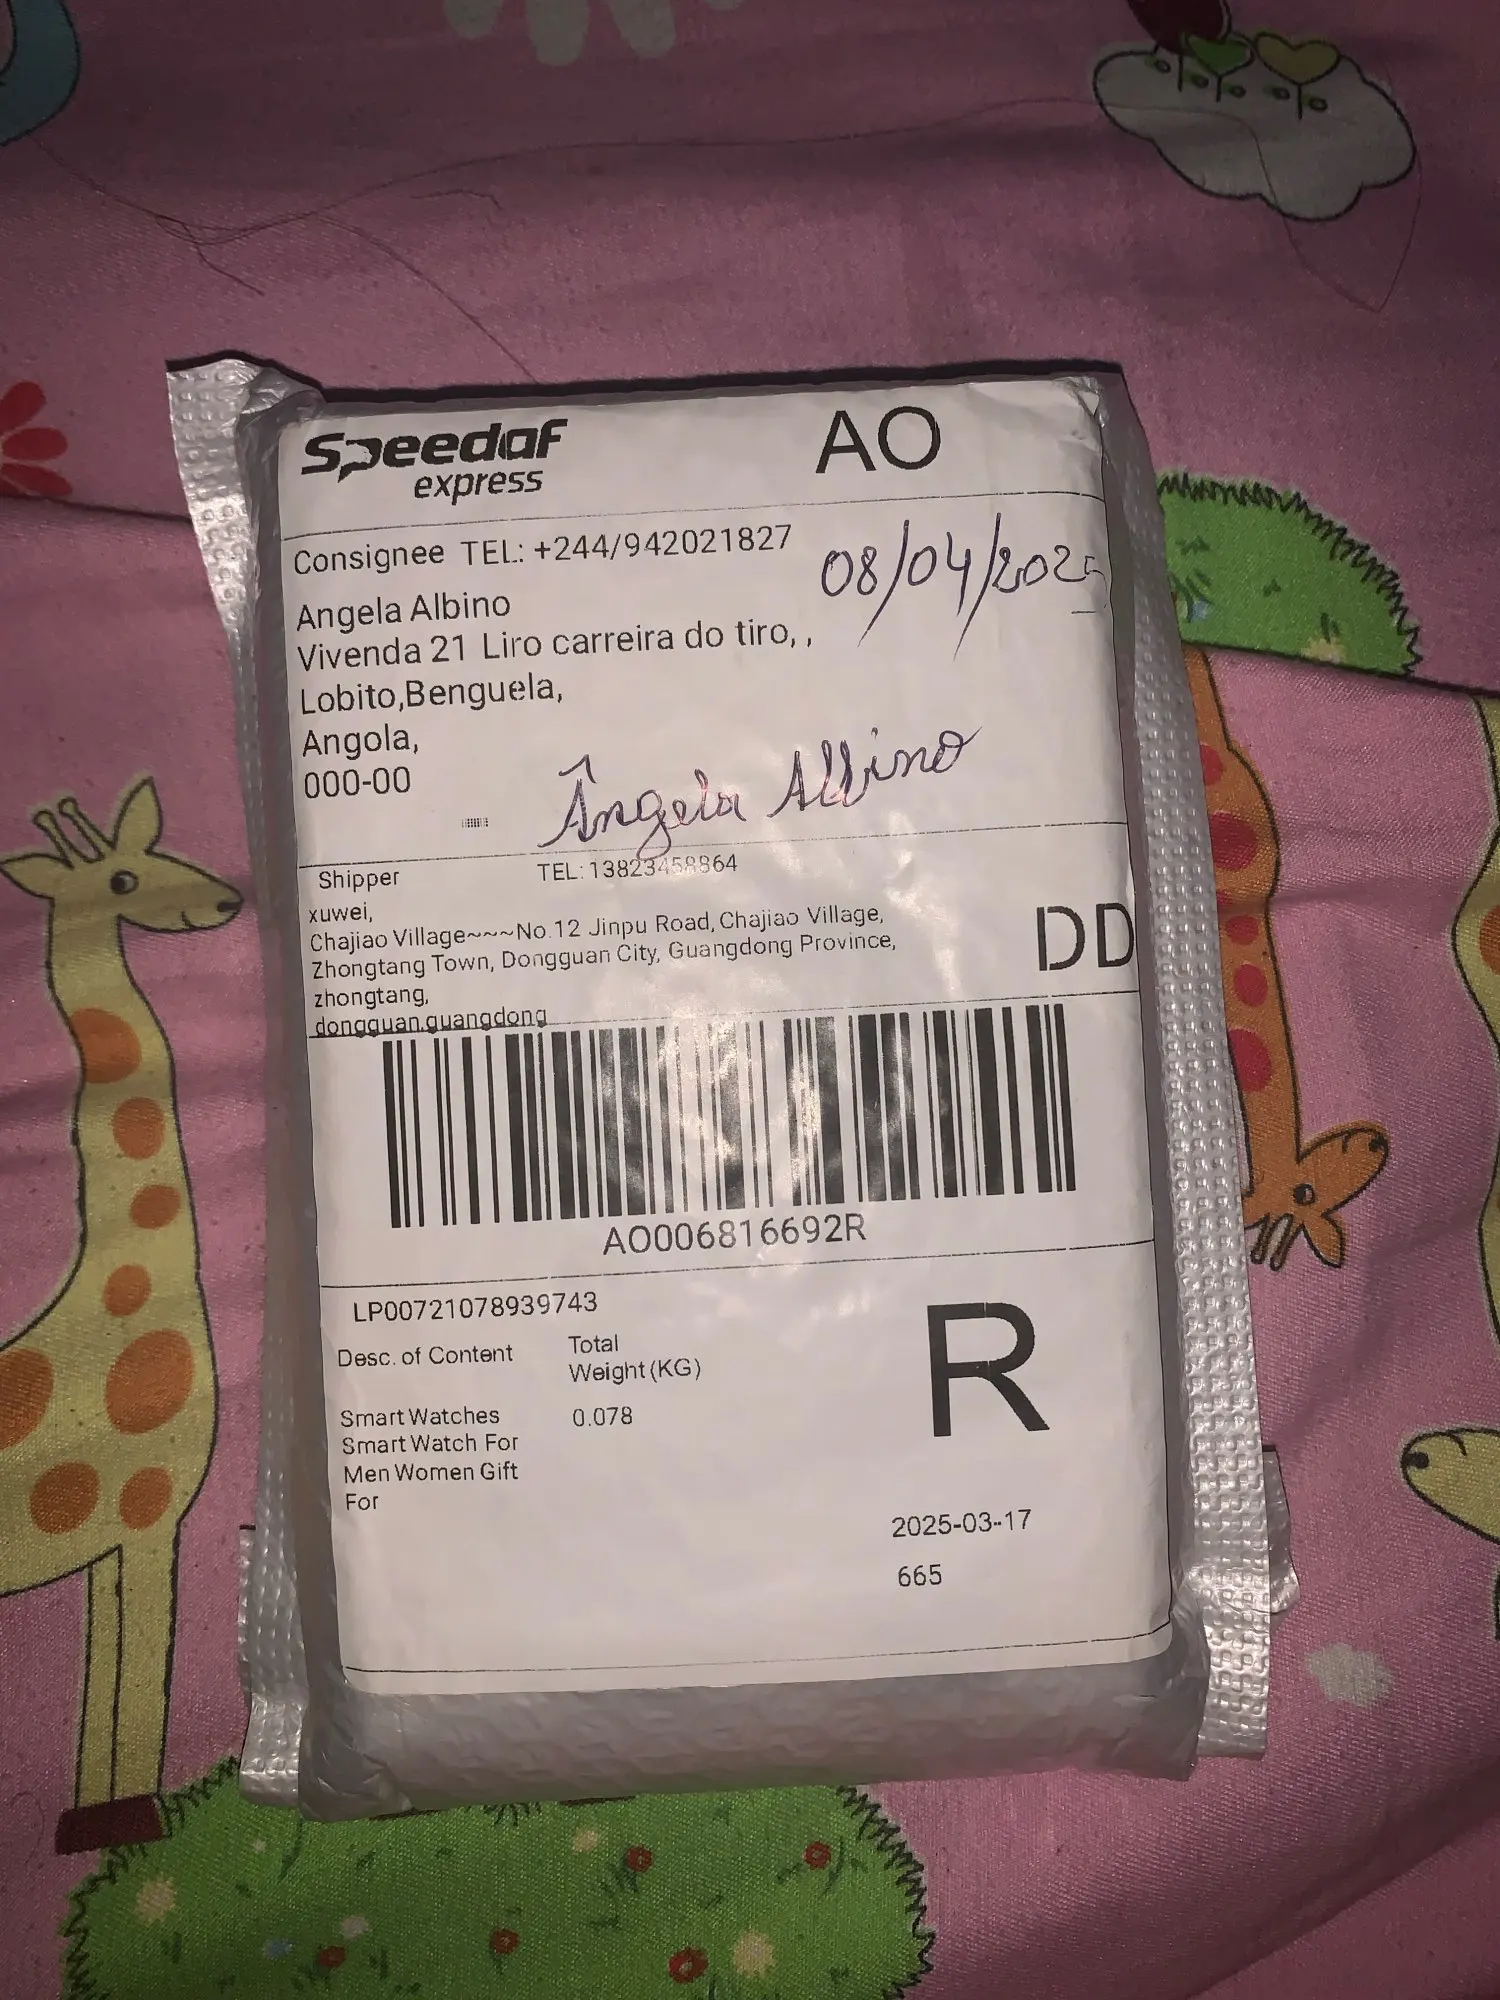 Speedaf
express
AO
Consignee TEL: +244/942021827
08/04/2025
Angela Albino
Vivenda 21 Liro carreira do tiro, ,
Lobito,Benguela,
Angola,
000-00
Ângela Albino
Shipper TEL:13823458864
xuwei,
Chajiao Village~~~No.12 Jinpu Road, Chajiao Village,
Zhongtang Town, Dongguan City, Guangdong Province,
zhongtang,
dongguan,guangdong
DD
AO006816692R
LP00721078939743
Desc. of Content
Total
Weight(KG)
Smart Watches
Smart Watch For
Men Women Gift
For
0.078
R
2025-03-17
665